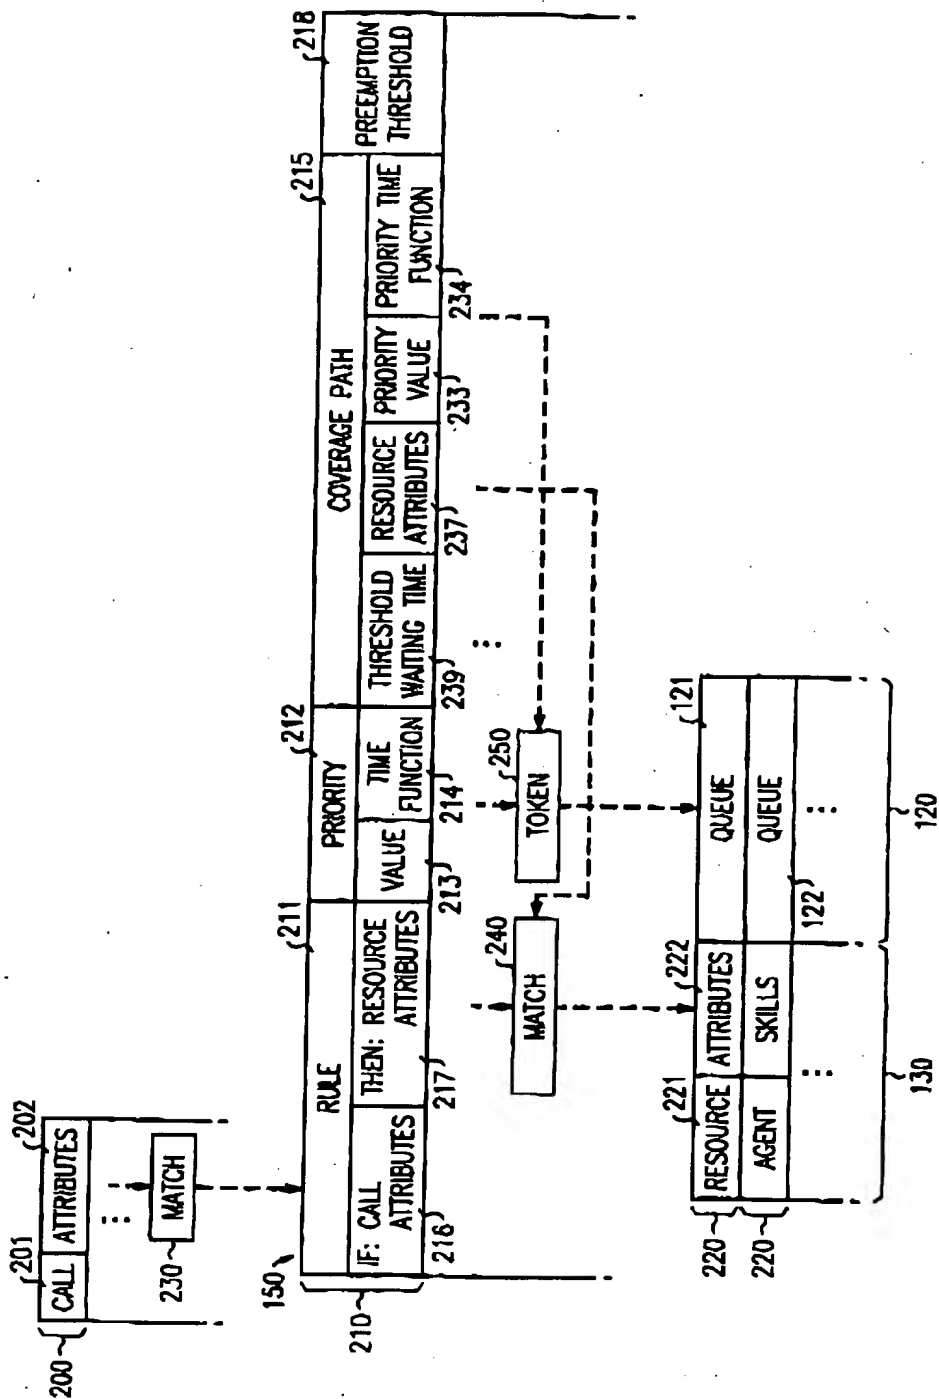 200
CALL 201
ATTRIBUTES 202
MATCH
230
150
210
RULE 211
IF: CALL ATTRIBUTES
216
THEN: RESOURCE ATTRIBUTES
217
PRIORITY 212
VALUE
213
TIME FUNCTION
214
COVERAGE PATH 215
THRESHOLD WAITING TIME
239
RESOURCE ATTRIBUTES
237
PRIORITY VALUE
233
PRIORITY TIME FUNCTION
234
PREEMPTION THRESHOLD 218
MATCH 240
TOKEN 250
220
RESOURCE 221
ATTRIBUTES 222
QUEUE 121
220
AGENT
SKILLS
QUEUE
122
130
120